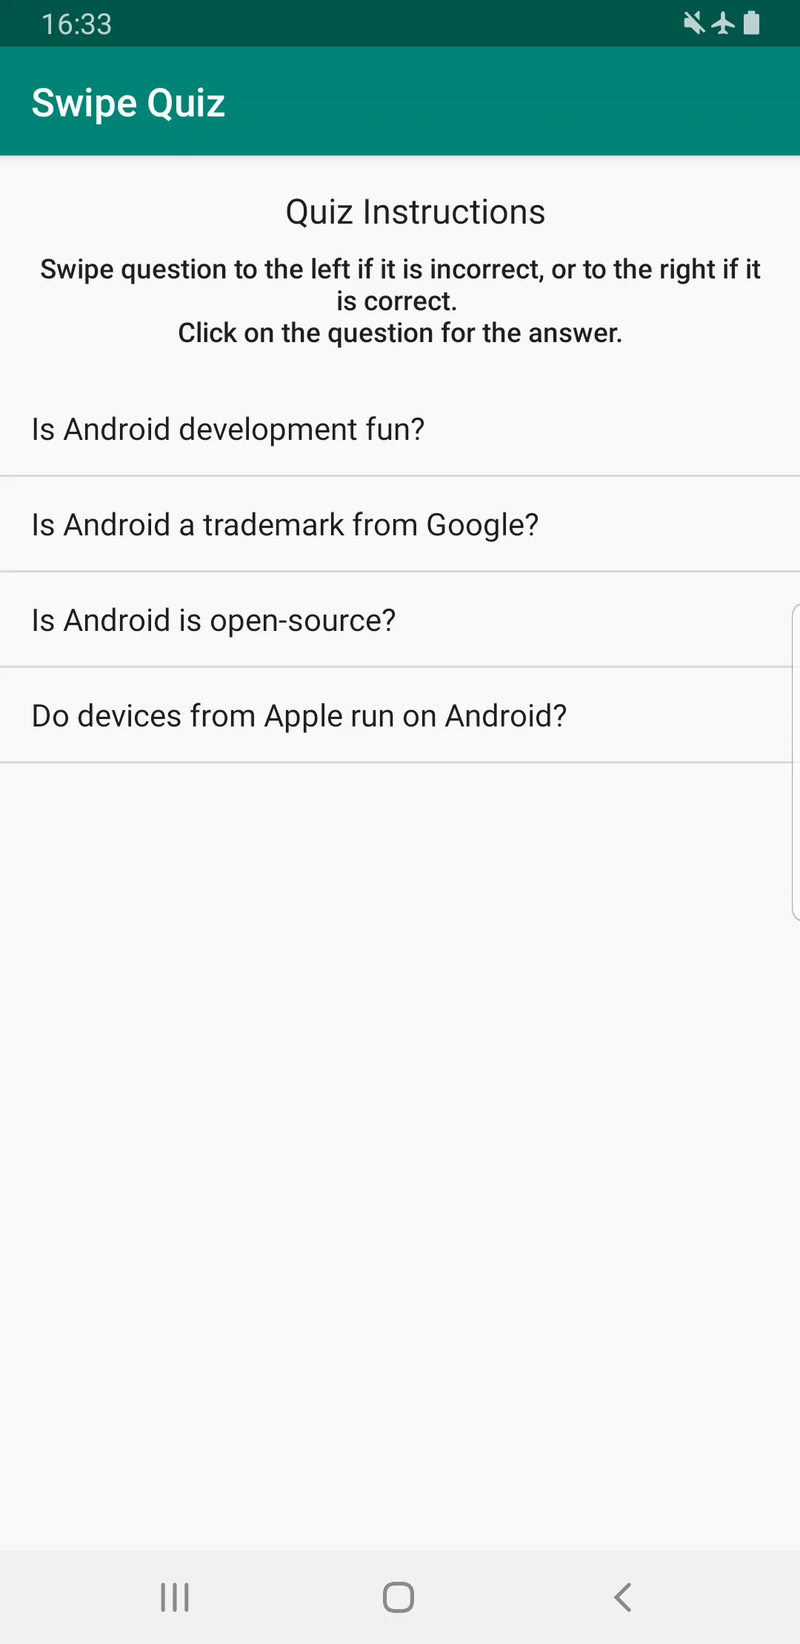 16:33
Swipe Quiz
Quiz Instructions
Swipe question to the left if it is incorrect, or to the right if it
is correct.
Click on the question for the answer.
Is Android development fun?
Is Android a trademark from Google?
Is Android is open-source?
Do devices from Apple run on Android?